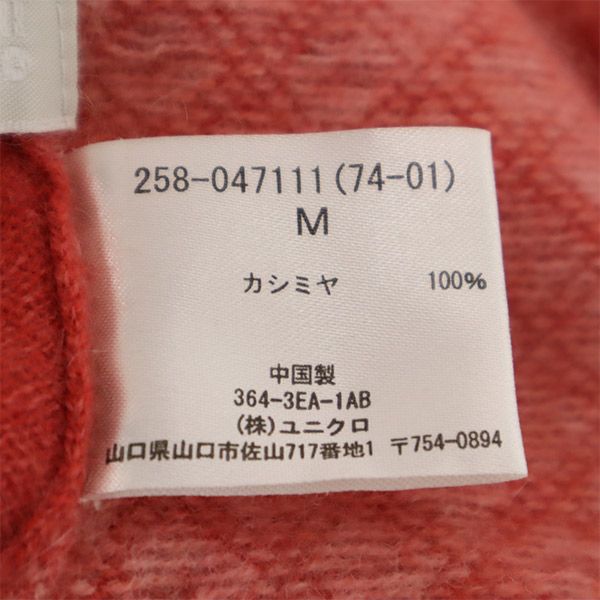 258-047111(74-01)
M
カシミヤ 100%
中国製
364-3EA-1AB
(株)ユニクロ
山口県山口市佐山717番地1 〒754-0894